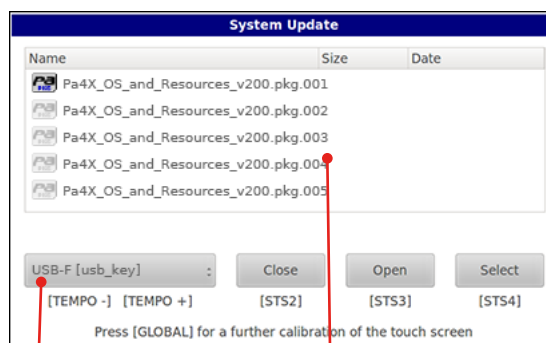 System Update
Name Size Date
Pa4X_OS_and_Resources_v200.pkg.001
Pa4X_OS_and_Resources_v200.pkg.002
Pa4X_OS_and_Resources_v200.pkg.003
Pa4X_OS_and_Resources_v200.pkg.004
Pa4X_OS_and_Resources_v200.pkg.005
USB-F [usb_key] : Close Open Select
[TEMPO -] [TEMPO +] [STS2] [STS3] [STS4]
Press [GLOBAL] for a further calibration of the touch screen